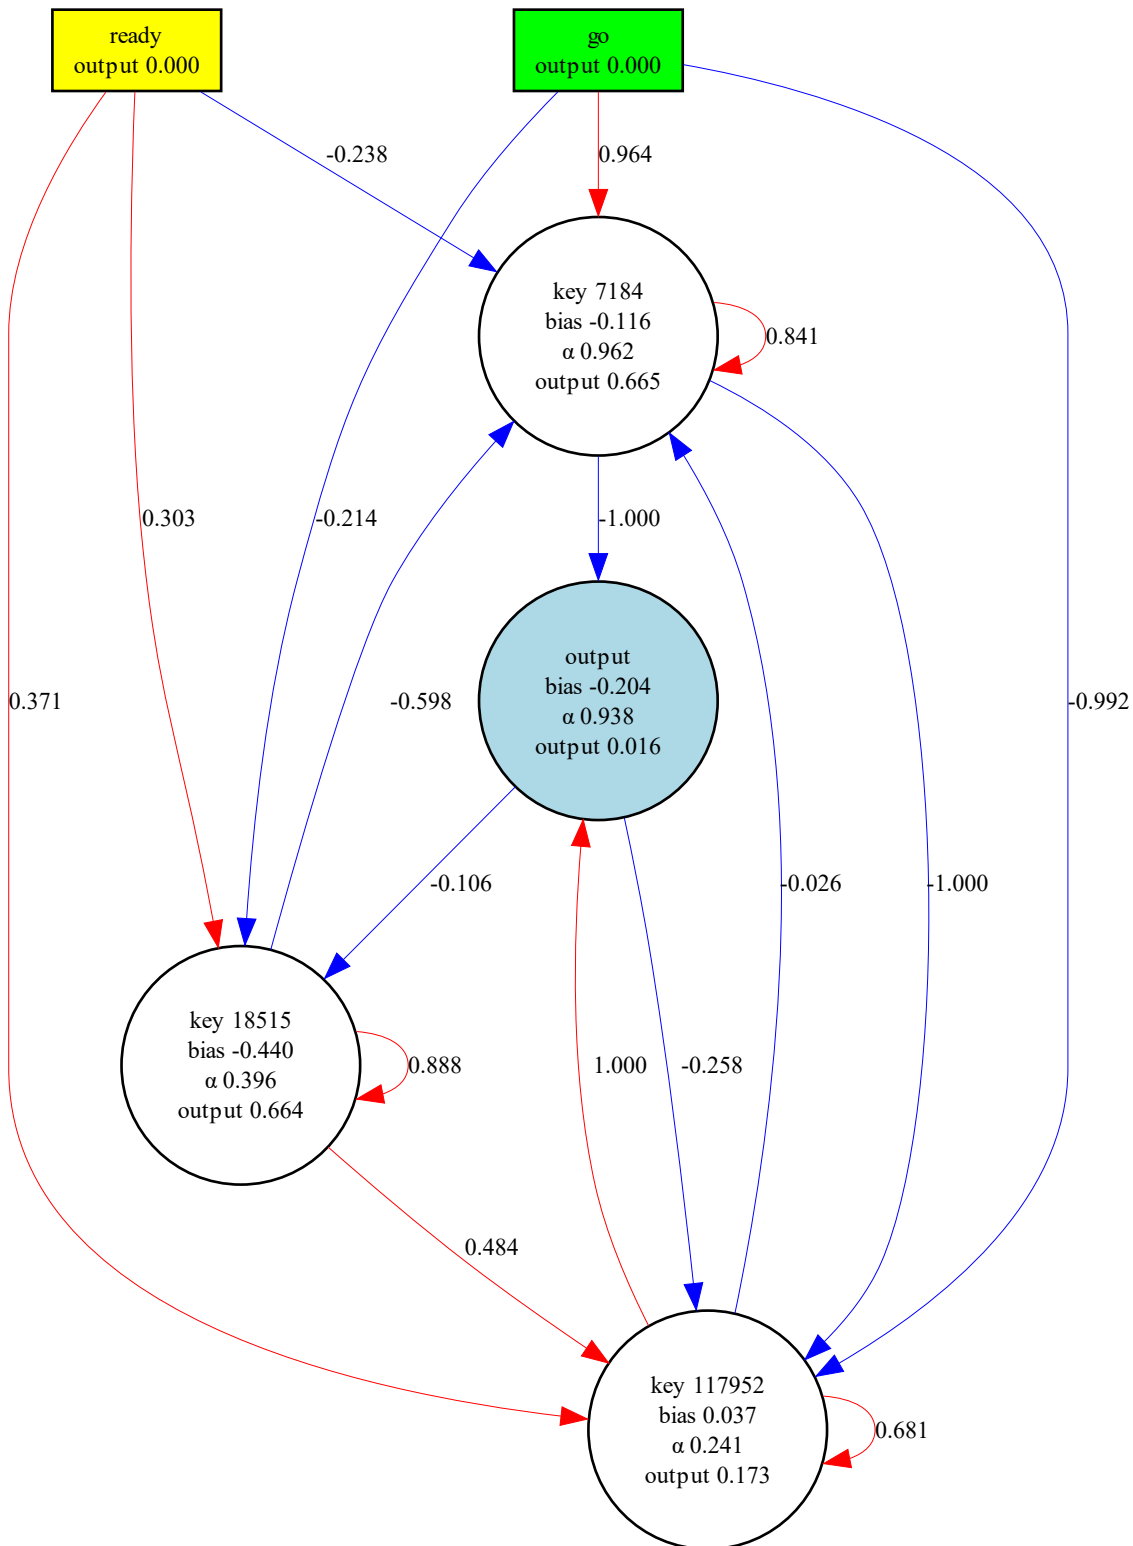 ready
output 0.000
go
output 0.000
-0.238
0.964
key 7184
bias -0.116
α 0.962
output 0.665
0.841
0.303
-0.214
-1.000
output
bias -0.204
α 0.938
output 0.016
0.371
-0.598
-0.992
-0.106
-0.026
-1.000
key 18515
bias -0.440
α 0.396
output 0.664
0.888
1.000
-0.258
0.484
key 117952
bias 0.037
α 0.241
output 0.173
0.681